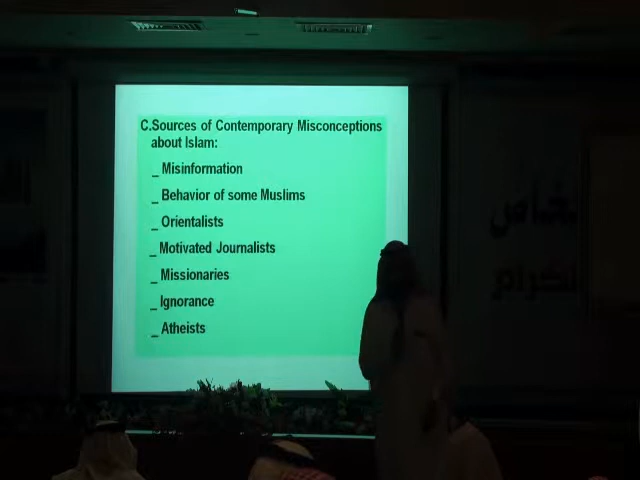 C.Sources of Contemporary Misconceptions
about Islam:
_ Misinformation
_ Behavior of some Muslims
_ Orientalists
_ Motivated Journalists
_ Missionaries
_ Ignorance
_ Atheists